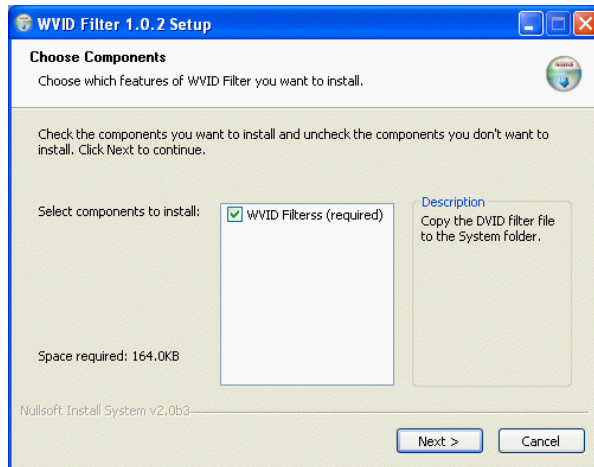 WVID Filter 1.0.2 Setup
Choose Components
Choose which features of WVID Filter you want to install.
Check the components you want to install and uncheck the components you don't want to
install. Click Next to continue.
Select components to install:
WVID Filterss (required)
Description
Copy the DVID filter file
to the System folder.
Space required: 164.0KB
Nullsoft Install System v2.0b3
Next >
Cancel